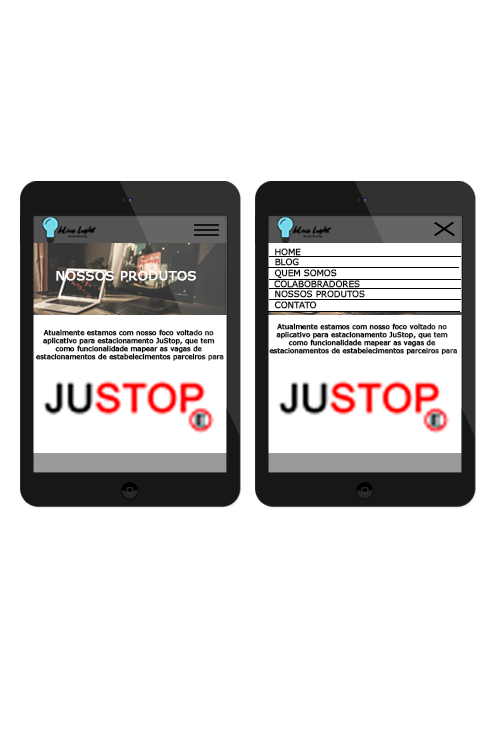 blue light
NOSSOS PRODUTOS
Atualmente estamos com nosso foco voltado no
aplicativo para estacionamento JuStop, que tem
como funcionalidade mapear as vagas de
estacionamentos de estabelecimentos parceiros para
JUSTOP
blue light
HOME
BLOG
QUEM SOMOS
COLABOBRADORES
NOSSOS PRODUTOS
CONTATO
Atualmente estamos com nosso foco voltado no
aplicativo para estacionamento JuStop, que tem
como funcionalidade mapear as vagas de
estacionamentos de estabelecimentos parceiros para
JUSTOP